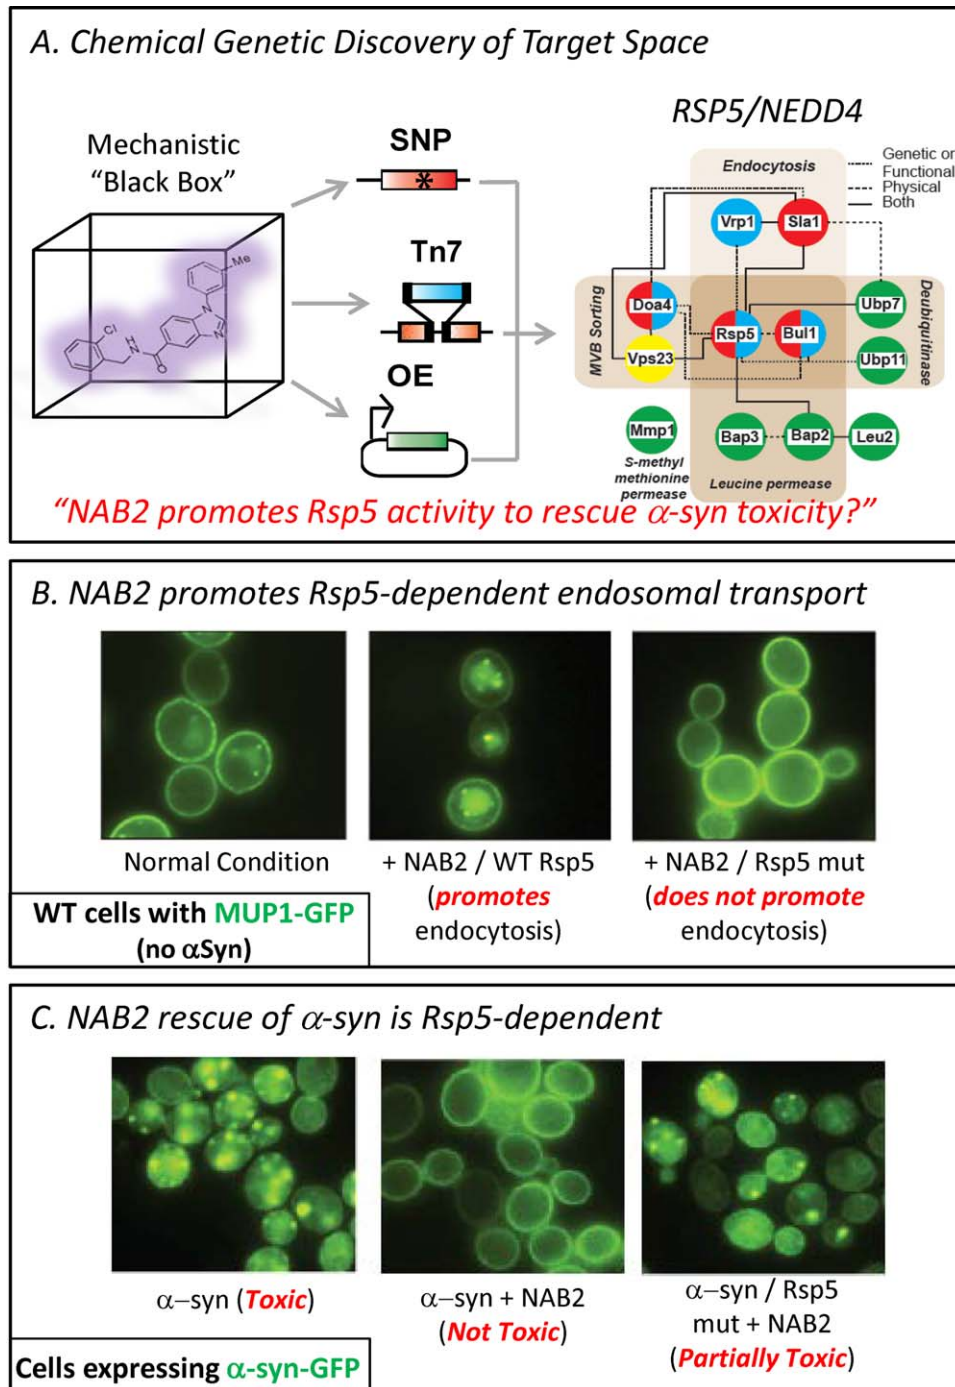 A. Chemical Genetic Discovery of Target Space
Mechanistic
“Black Box”
Me
Cl
N
H
O
N
N
N
SNP
*
Tn7
OE
RSP5/NEDD4
Genetic or
Functional
Physical
Both
Endocytosis
Vrp1
Sla1
MVB Sorting
Deubiquitinase
Doa4
Rsp5
Bul1
Ubp7
Vps23
Ubp11
Mmp1
Bap3
Bap2
Leu2
S-methyl
methionine
permease
Leucine permease
“NAB2 promotes Rsp5 activity to rescue α-syn toxicity?”
B. NAB2 promotes Rsp5-dependent endosomal transport
Normal Condition
+ NAB2 / WT Rsp5
(promotes
endocytosis)
+ NAB2 / Rsp5 mut
(does not promote
endocytosis)
WT cells with MUP1-GFP
(no αSyn)
C. NAB2 rescue of α-syn is Rsp5-dependent
α–syn (Toxic)
α–syn + NAB2
(Not Toxic)
α–syn / Rsp5
mut + NAB2
(Partially Toxic)
Cells expressing α-syn-GFP